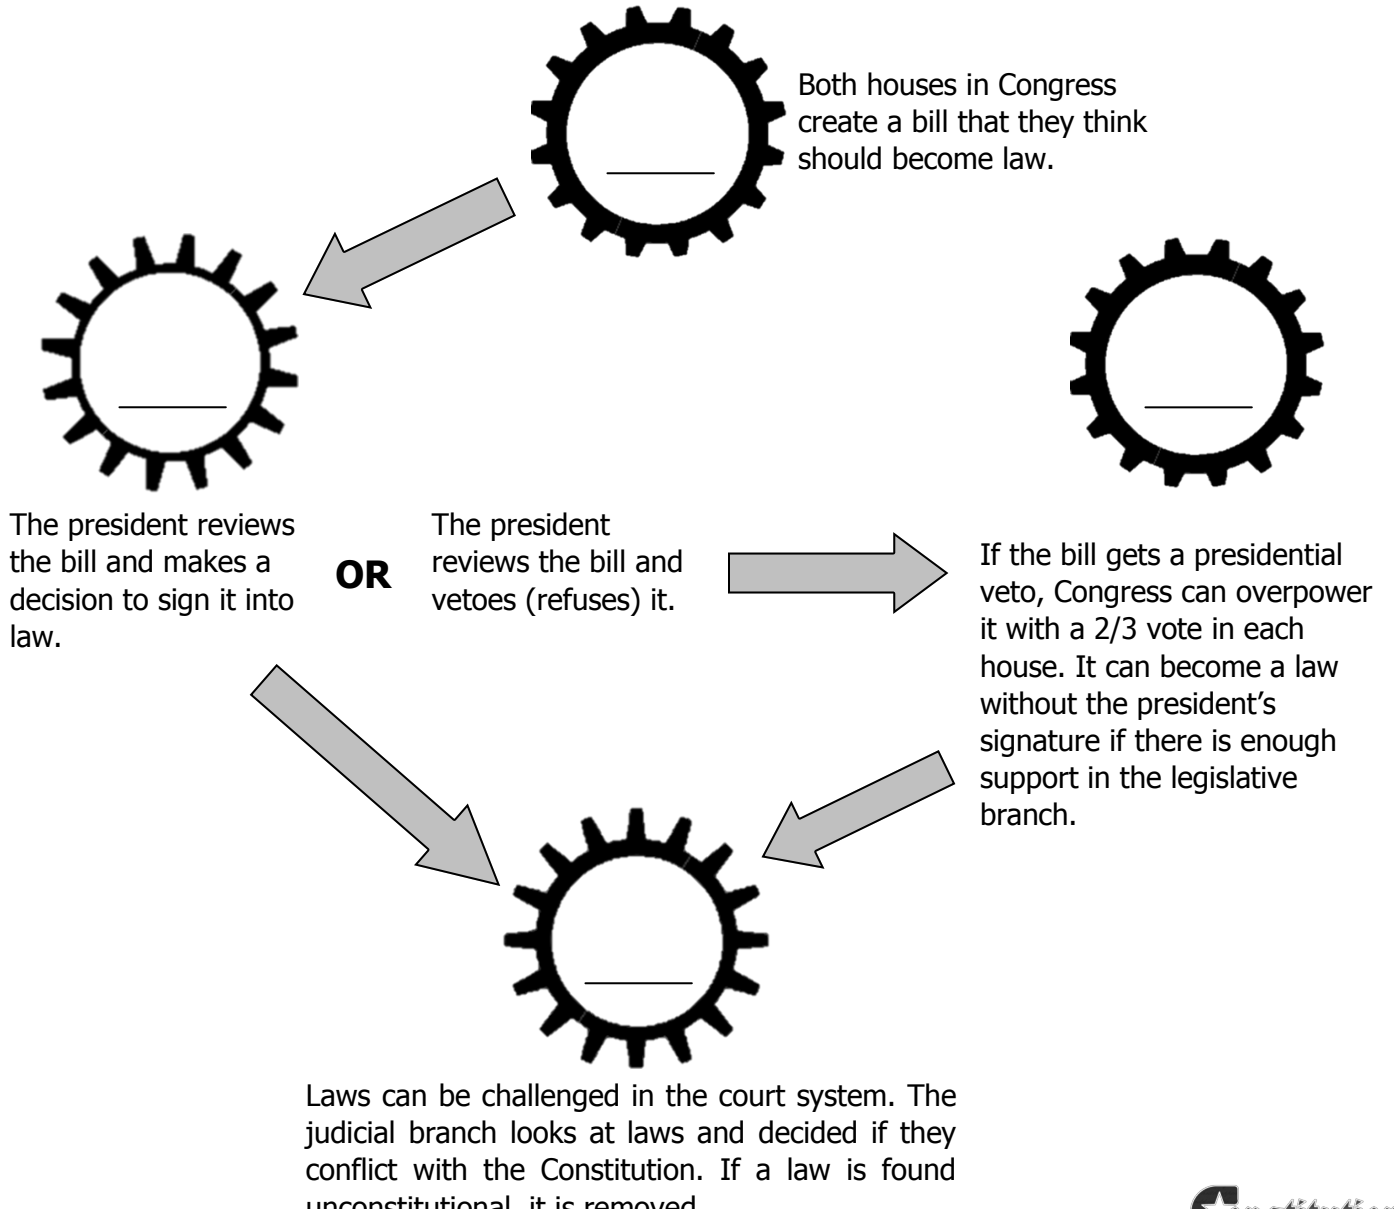 Both houses in Congress
create a bill that they think
should become law.
The president reviews
the bill and makes a
decision to sign it into
law.
OR
The president
reviews the bill and
vetoes (refuses) it.
If the bill gets a presidential
veto, Congress can overpower
it with a 2/3 vote in each
house. It can become a law
without the president’s
signature if there is enough
support in the legislative
branch.
Laws can be challenged in the court system. The
judicial branch looks at laws and decided if they
conflict with the Constitution. If a law is found
unconstitutional, it is removed.